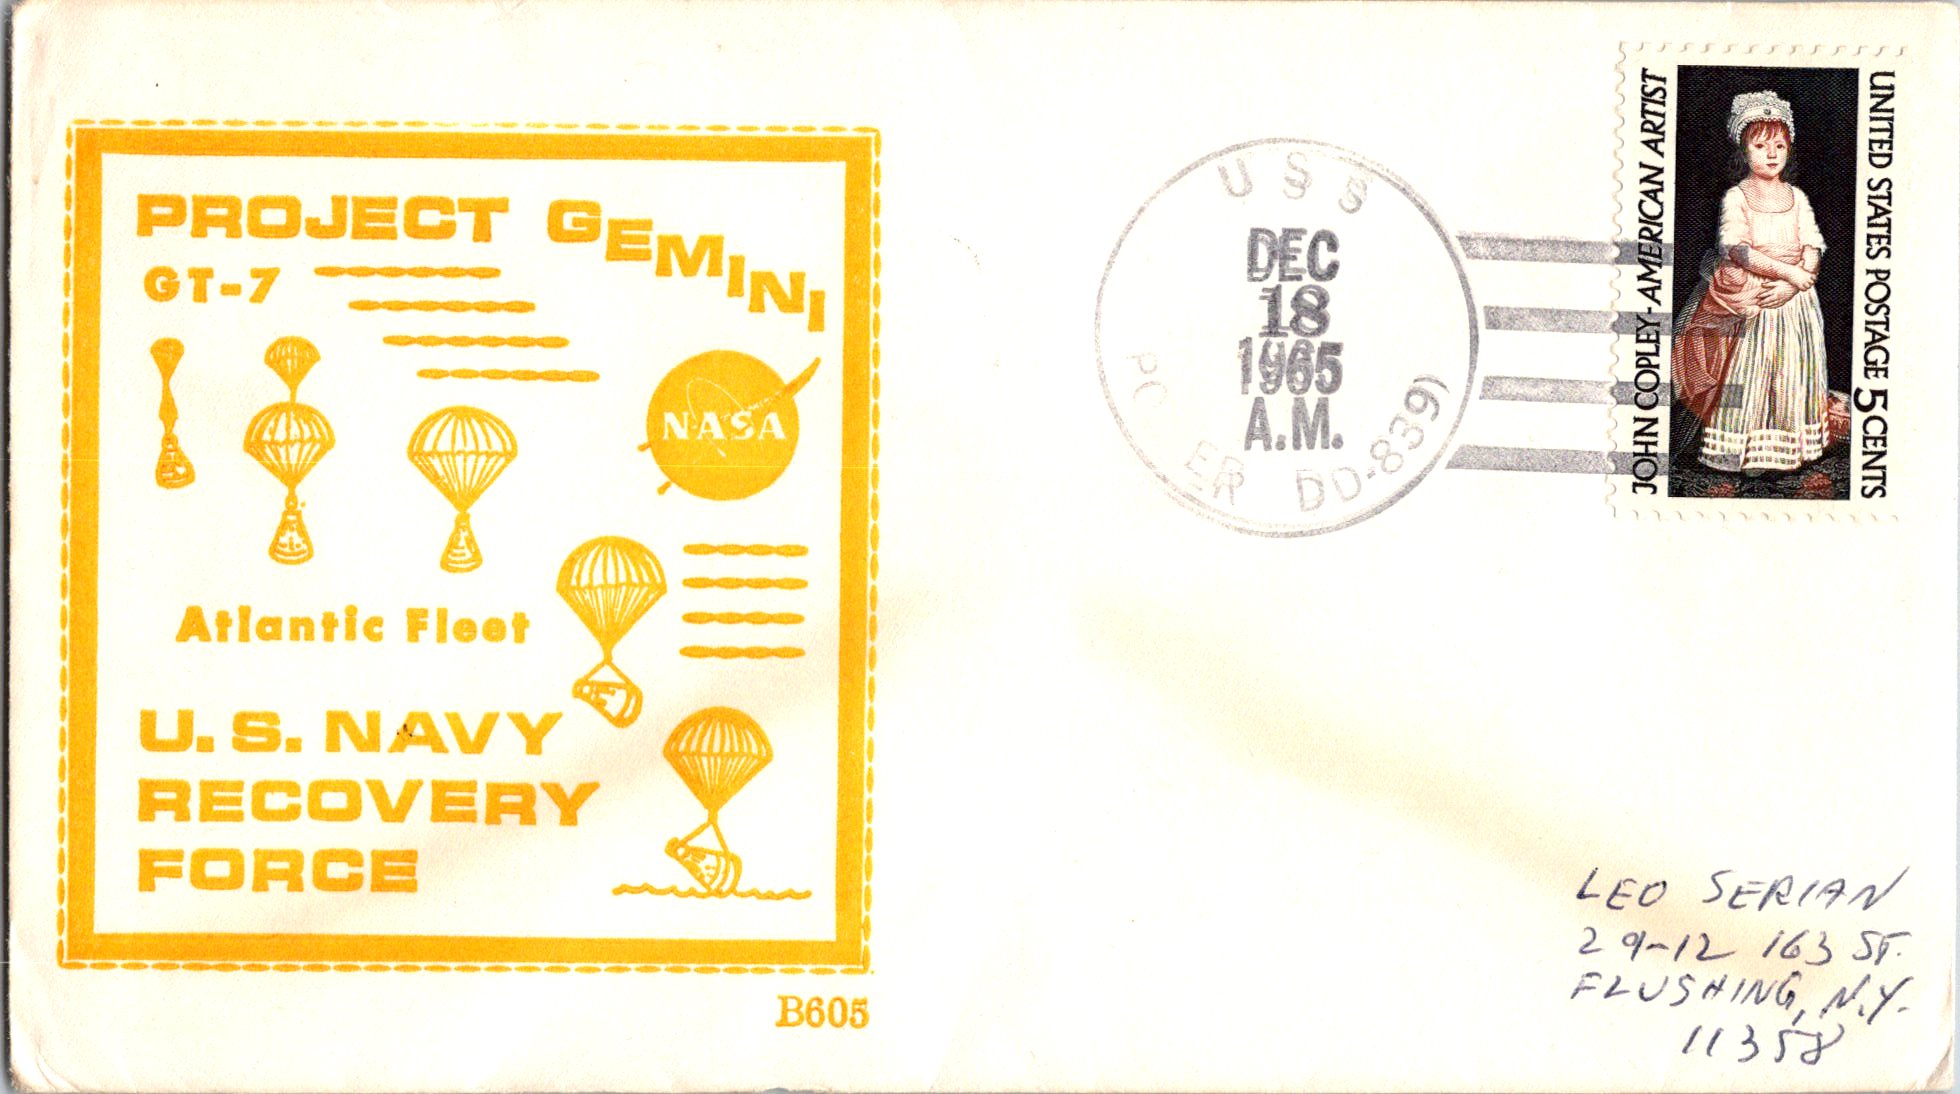 PROJECT GEMINI
GT-7
NASA
Atlantic Fleet
U.S. NAVY
RECOVERY
FORCE
B605
USS
DEC
18
1965
A.M.
DD-839)
JOHN COPLEY-AMERICAN ARTIST
UNITED STATES POSTAGE 5 CENTS
LEO SERIAN
29-12 163 ST.
FLUSHING, N.Y.
11358